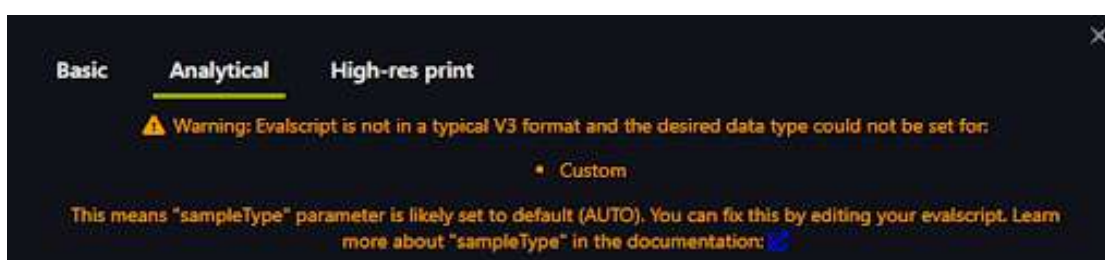 Basic Analytical High-res print
Warning: Evalscript is not in a typical V3 format and the desired data type could not be set for:
• Custom
This means "sampleType" parameter is likely set to default (AUTO). You can fix this by editing your evalscript. Learn
more about "sampleType" in the documentation: